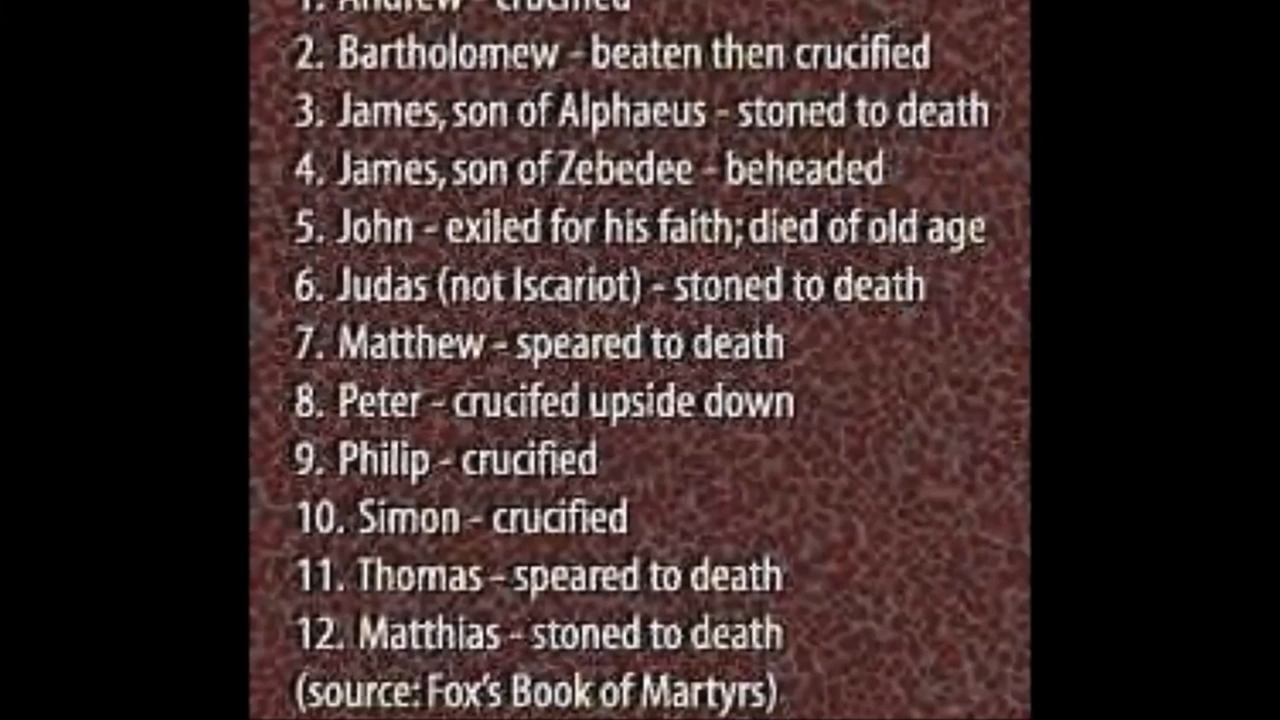 1. Andrew - crucified
2. Bartholomew - beaten then crucified
3. James, son of Alphaeus - stoned to death
4. James, son of Zebedee - beheaded
5. John - exiled for his faith; died of old age
6. Judas (not Iscariot) - stoned to death
7. Matthew - speared to death
8. Peter - crucifed upside down
9. Philip - crucified
10. Simon - crucified
11. Thomas - speared to death
12. Matthias - stoned to death
(source: Fox's Book of Martyrs)